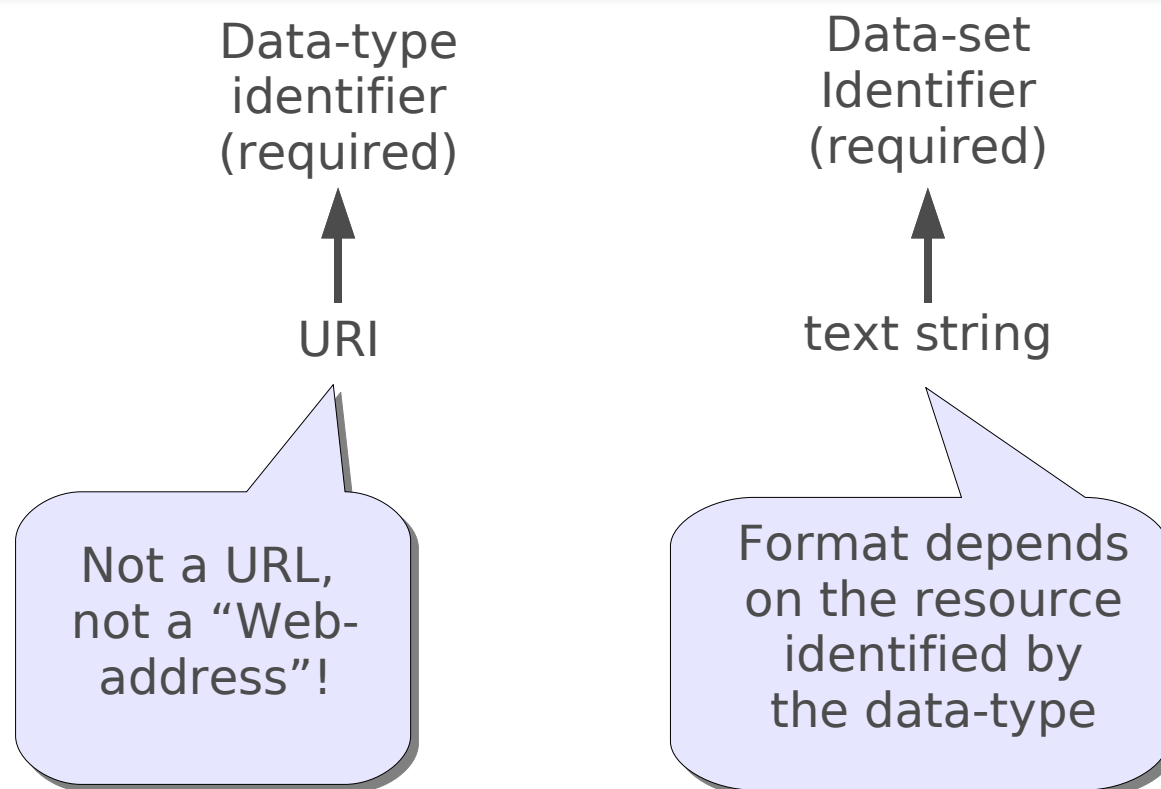 Data-type
identifier
(required)
URI
Not a URL,
not a “Web-
address”!
Data-set
Identifier
(required)
text string
Format depends
on the resource
identified by
the data-type